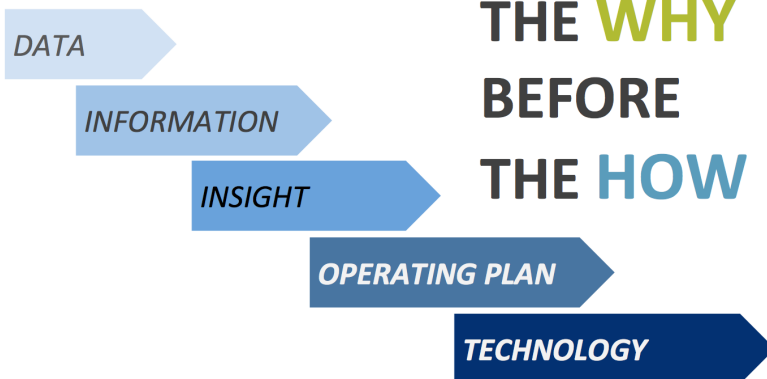 THE WHY
BEFORE
THE HOW
DATA
INFORMATION
INSIGHT
OPERATING PLAN
TECHNOLOGY